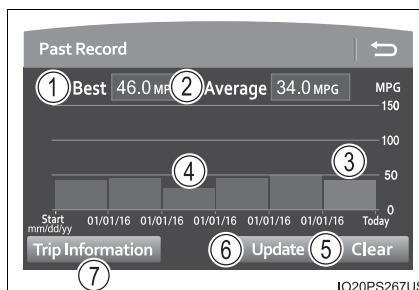 Past Record
1 Best 46.0 MPG 2 Average 34.0 MPG MPG
150
100
3
4
50
0
Start 01/01/16 01/01/16 01/01/16 01/01/16 01/01/16 Today
mm/dd/yy
Trip Information 6 Update 5 Clear
7
IO20PS267US